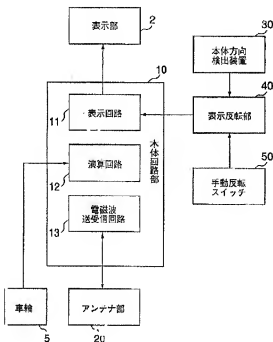 表示部
2
10
30
本体方向
検出装置
11
表示回路
40
表示反転部
12
演算回路
本体回路部
50
13
電磁波
送受信回路
手動反転
スイッチ
車輪
5
アンテナ部
20